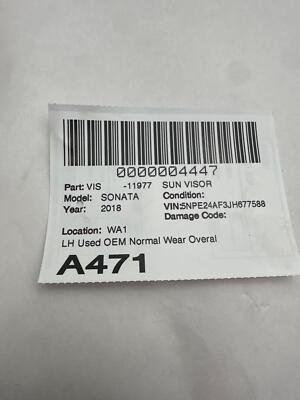 0000004447
Part: VIS -11977 SUN VISOR
Model: SONATA Condition:
Year: 2018 VIN:5NPE24AF3JH677588
Damage Code:
Location: WA1
LH Used OEM Normal Wear Overal
A471